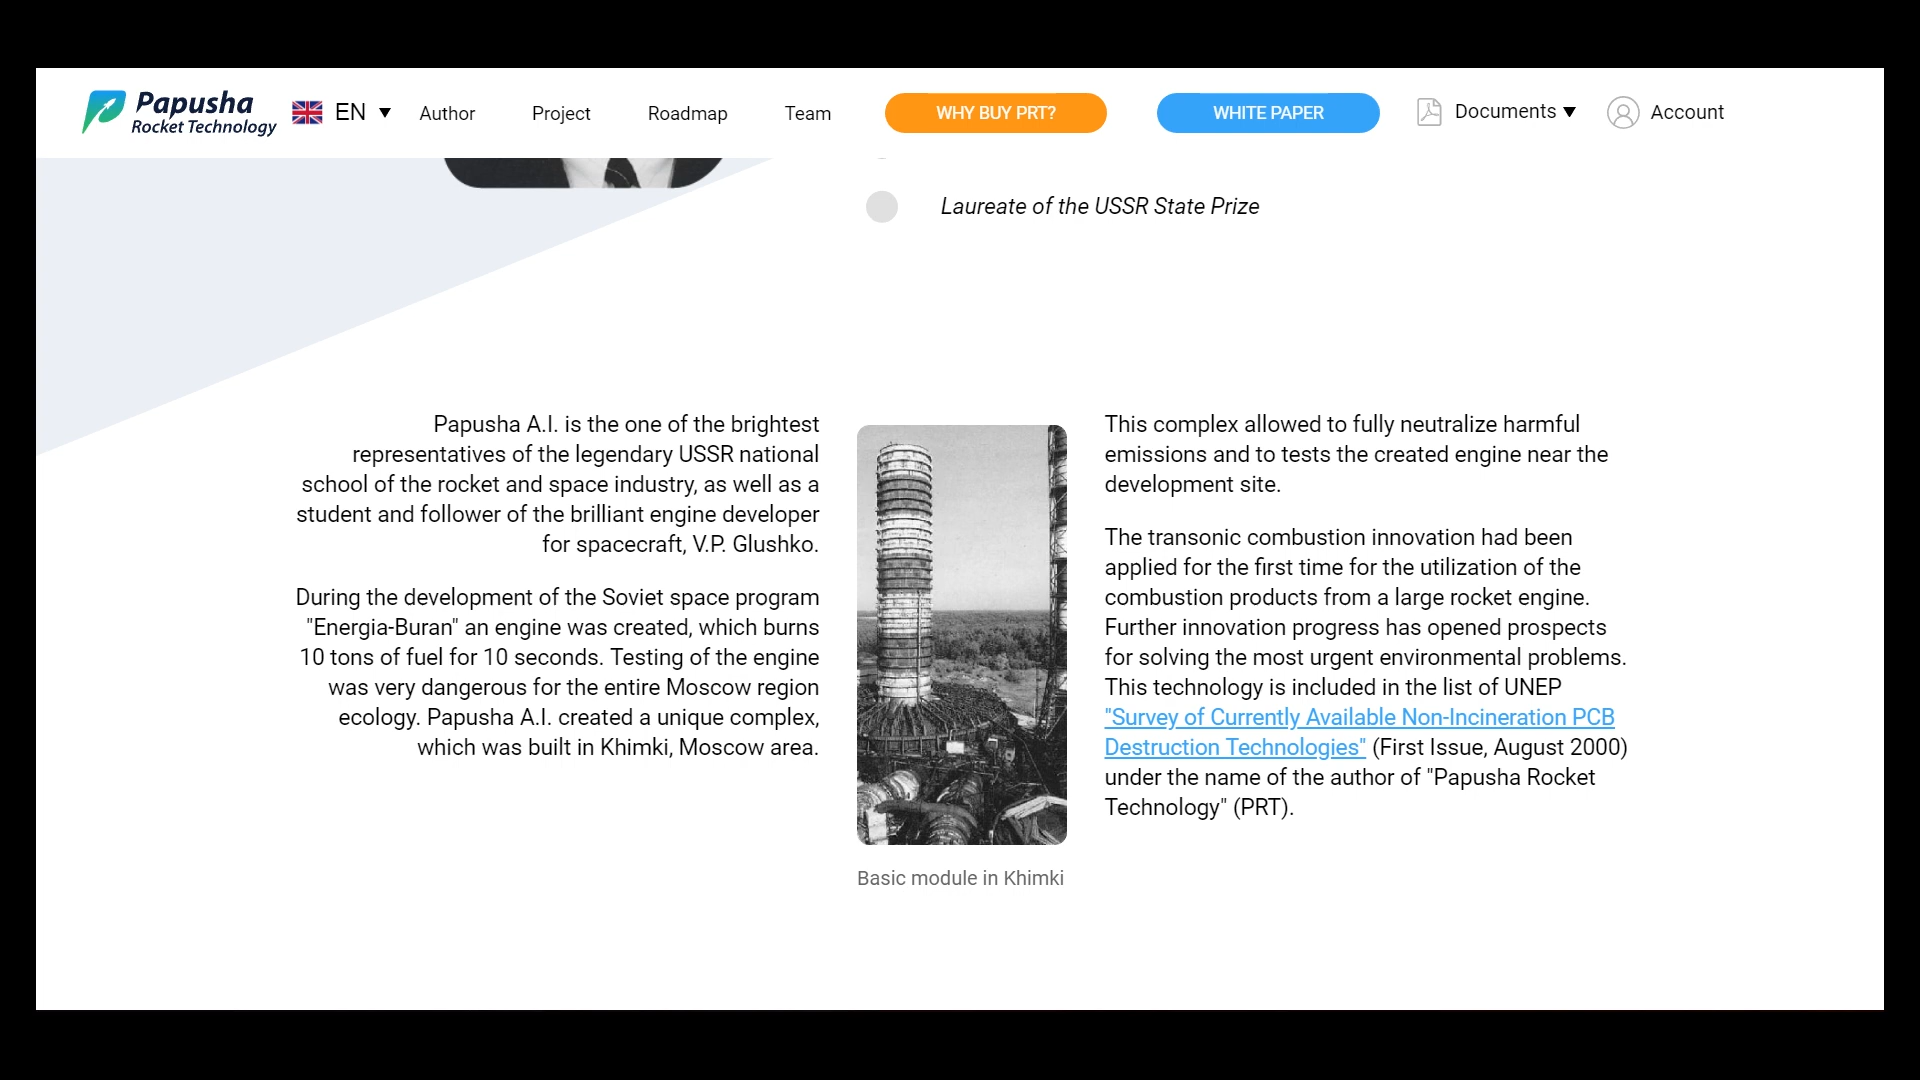 Papusha
Rocket Technology
EN
Author
Project
Roadmap
Team
WHY BUY PRT?
WHITE PAPER
Documents
Account
Laureate of the USSR State Prize
Papusha A.I. is the one of the brightest
representatives of the legendary USSR national
school of the rocket and space industry, as well as a
student and follower of the brilliant engine developer
for spacecraft, V.P. Glushko.
During the development of the Soviet space program
"Energia-Buran" an engine was created, which burns
10 tons of fuel for 10 seconds. Testing of the engine
was very dangerous for the entire Moscow region
ecology. Papusha A.I. created a unique complex,
which was built in Khimki, Moscow area.
Basic module in Khimki
This complex allowed to fully neutralize harmful
emissions and to tests the created engine near the
development site.
The transonic combustion innovation had been
applied for the first time for the utilization of the
combustion products from a large rocket engine.
Further innovation progress has opened prospects
for solving the most urgent environmental problems.
This technology is included in the list of UNEP
"Survey of Currently Available Non-Incineration PCB
Destruction Technologies" (First Issue, August 2000)
under the name of the author of "Papusha Rocket
Technology" (PRT).